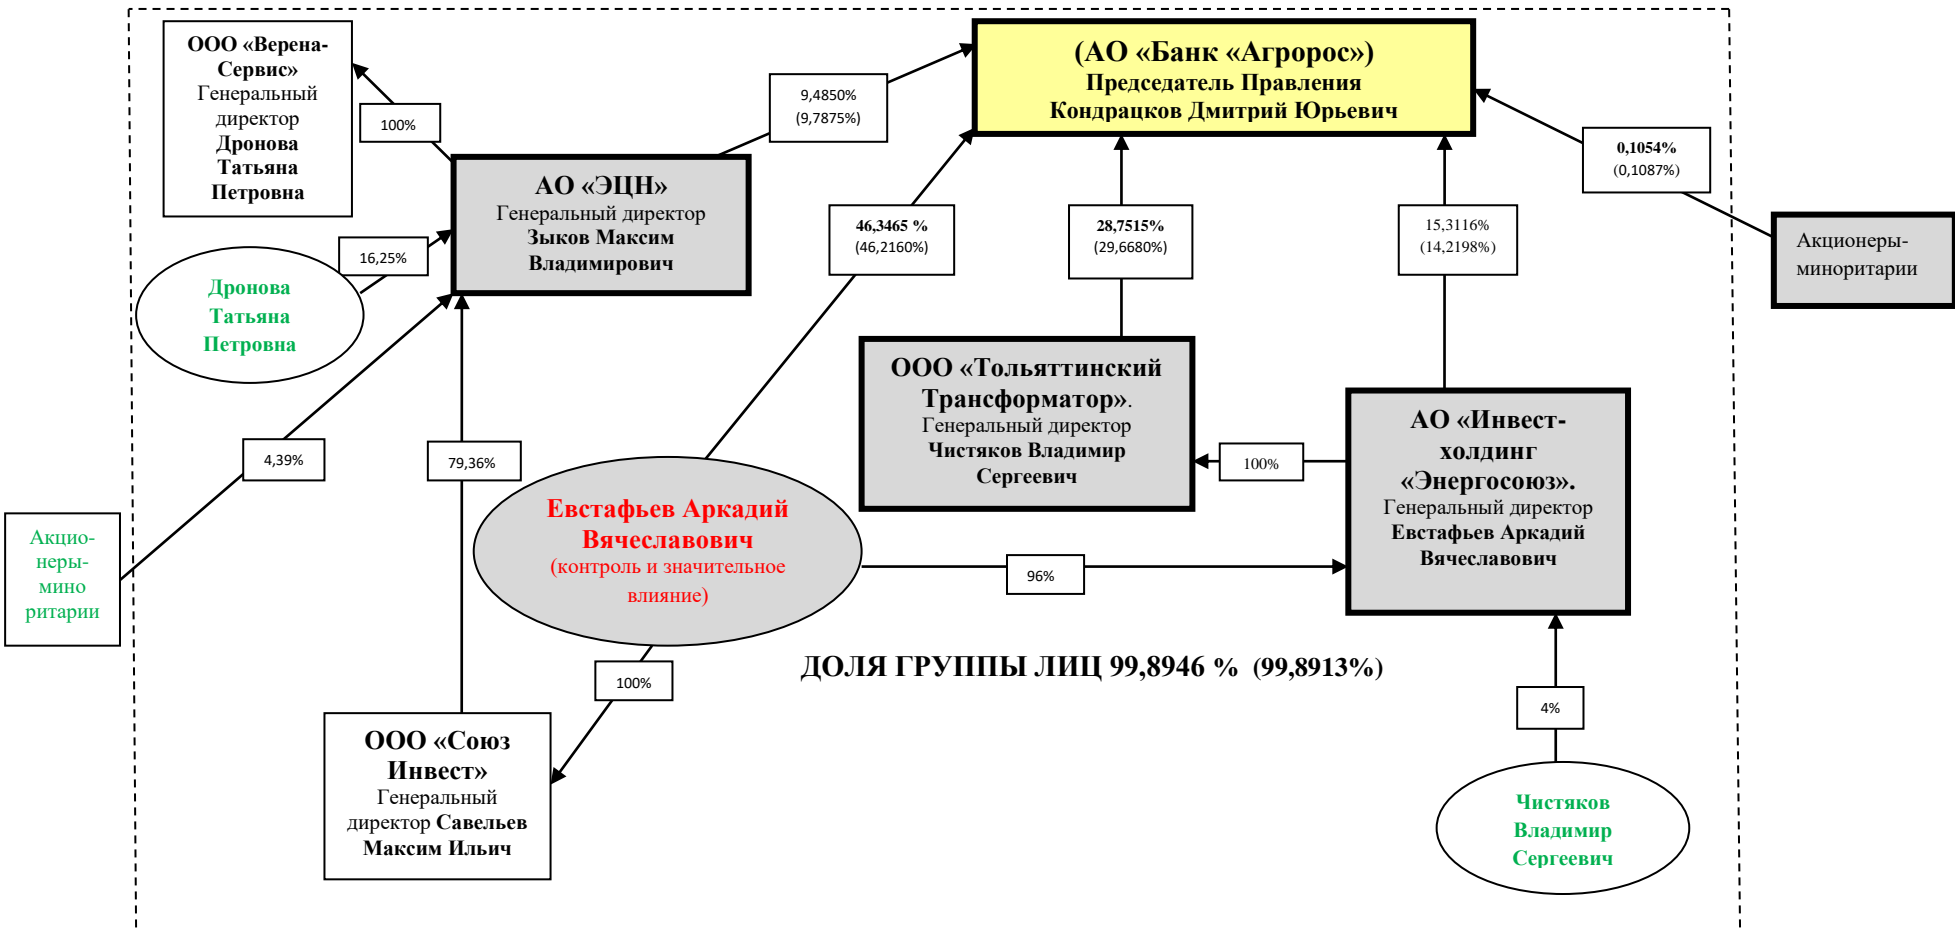 ООО «Верена-
Сервис»
Генеральный
директор
Дронова
Татьяна
Петровна
100%
9,4850%
(9,7875%)
(АО «Банк «Агророс»)
Председатель Правления
Кондрацков Дмитрий Юрьевич
0,1054%
(0,1087%)
Акционеры-
миноритарии
АО «ЭЦН»
Генеральный директор
Зыков Максим
Владимирович
16,25%
Дронова
Татьяна
Петровна
46,3465 %
(46,2160%)
28,7515%
(29,6680%)
15,3116%
(14,2198%)
ООО «Тольяттинский
Трансформатор».
Генеральный директор
Чистяков Владимир
Сергеевич
100%
АО «Инвест-
холдинг
«Энергосоюз».
Генеральный директор
Евстафьев Аркадий
Вячеславович
4,39%
79,36%
Евстафьев Аркадий
Вячеславович
(контроль и значительное
влияние)
96%
Акцио-
неры-
мино
ритарии
ДОЛЯ ГРУППЫ ЛИЦ 99,8946 % (99,8913%)
100%
4%
ООО «Союз
Инвест»
Генеральный
директор Савельев
Максим Ильич
Чистяков
Владимир
Сергеевич